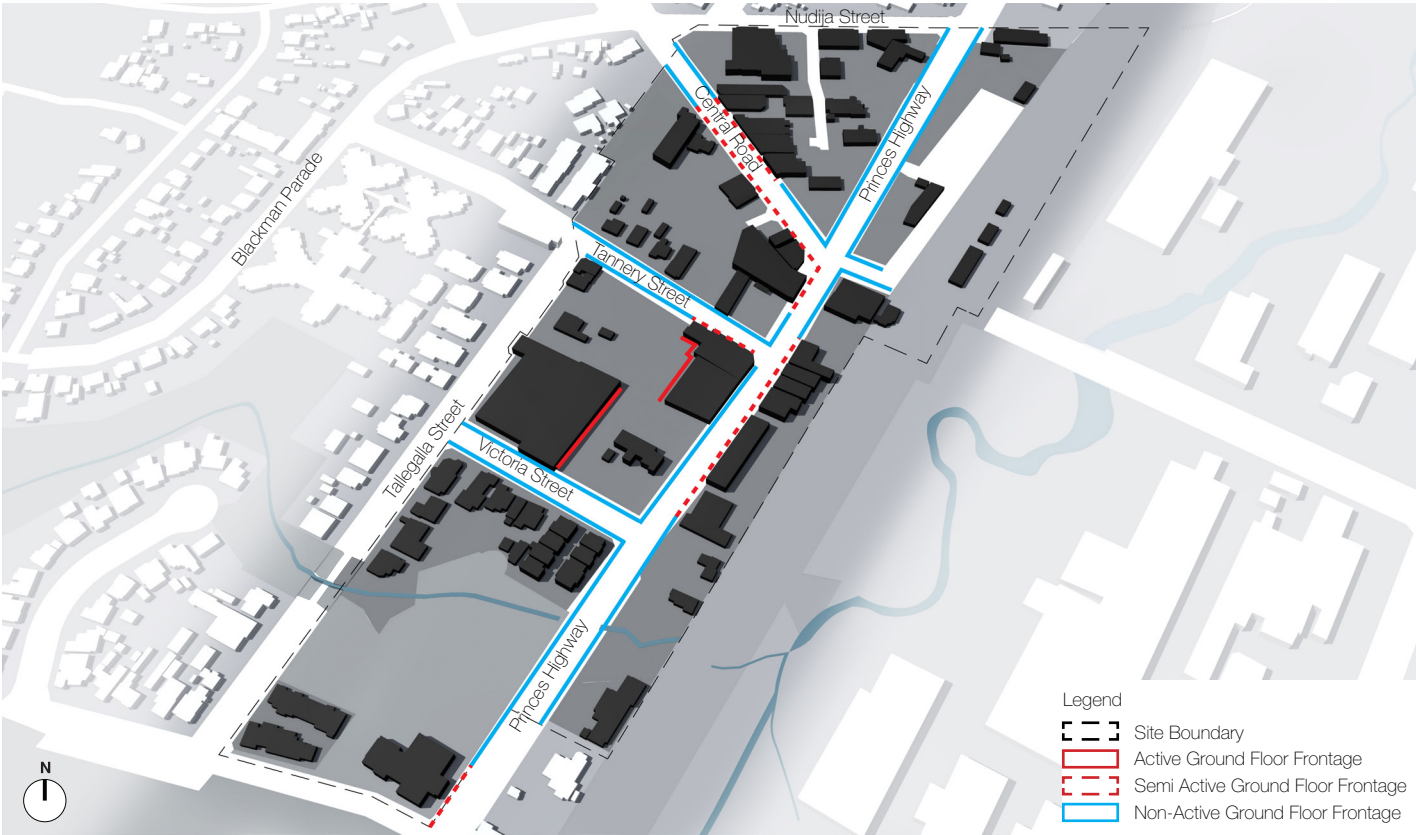 Nudija Street
Central Road
Princes Highway
Blackman Parade
Tannery Street
Tallegalla Street
Victoria Street
Princes Highway
N
Legend
Site Boundary
Active Ground Floor Frontage
Semi Active Ground Floor Frontage
Non-Active Ground Floor Frontage